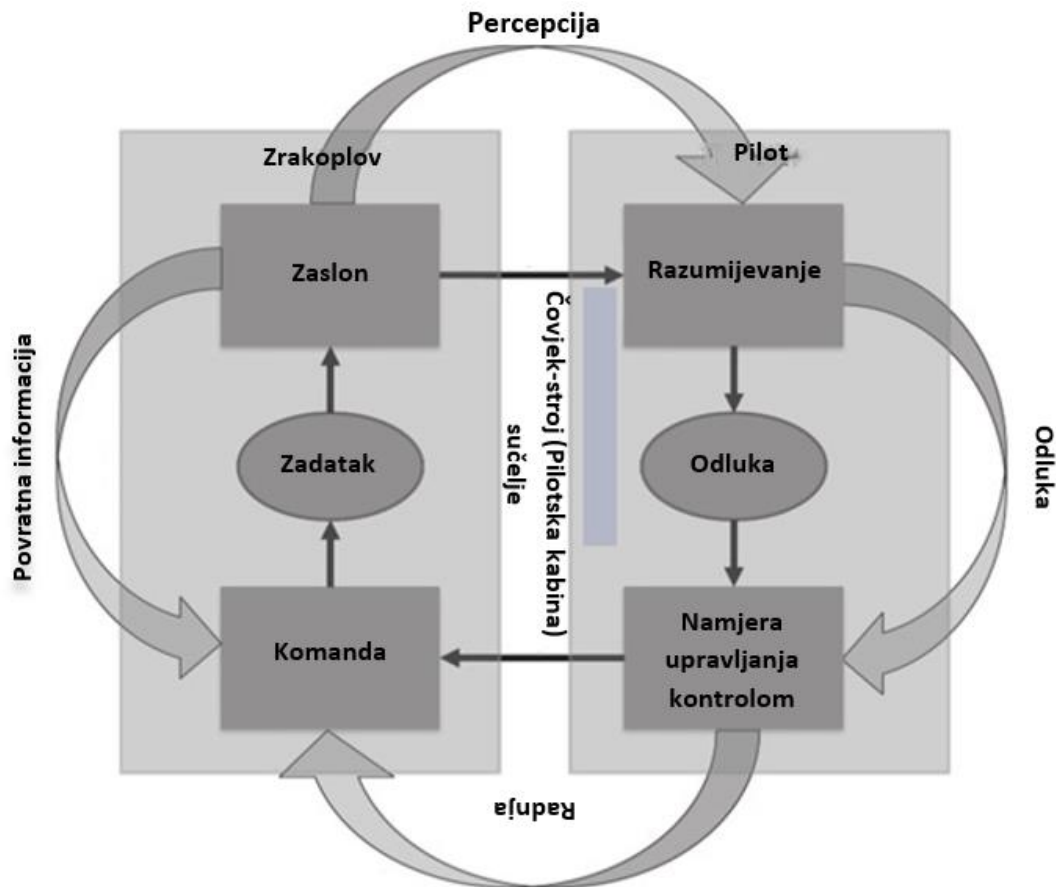 Percepcija
Zrakoplov
Pilot
Zaslon
Razumijevanje
Povratna informacija
Čovjek-stroj (Pilotska kabina)
sučelje
Zadatak
Odluka
Odluka
Komanda
Namjera
upravljanja
kontrolom
Radnja